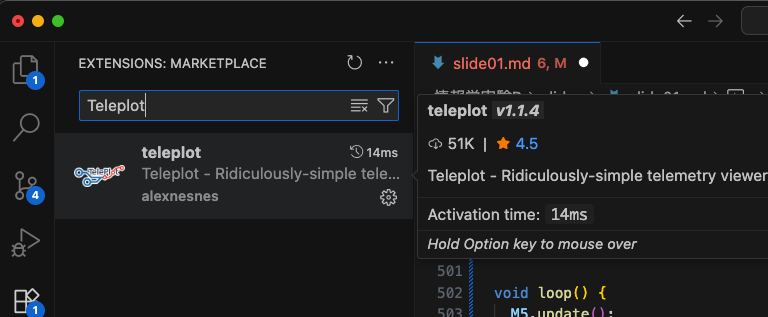 EXTENSIONS: MARKETPLACE
slide01.md 6, M
1
Teleplot
teleplot v1.1.4
teleplot
14ms
51K | 4.5
Teleplot - Ridiculously-simple tele...
Teleplot - Ridiculously-simple telemetry viewer
4
alexnesnes
Activation time: 14ms
Hold Option key to mouse over
501
502 void loop() {
1
503 M5.update();